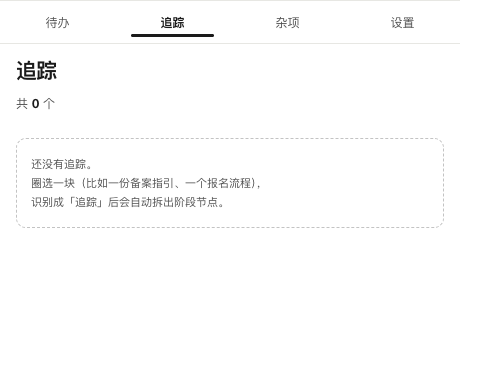 待办 追踪 杂项 设置
追踪
共 0 个
还没有追踪。
圈选一块（比如一份备案指引、一个报名流程），
识别成「追踪」后会自动拆出阶段节点。